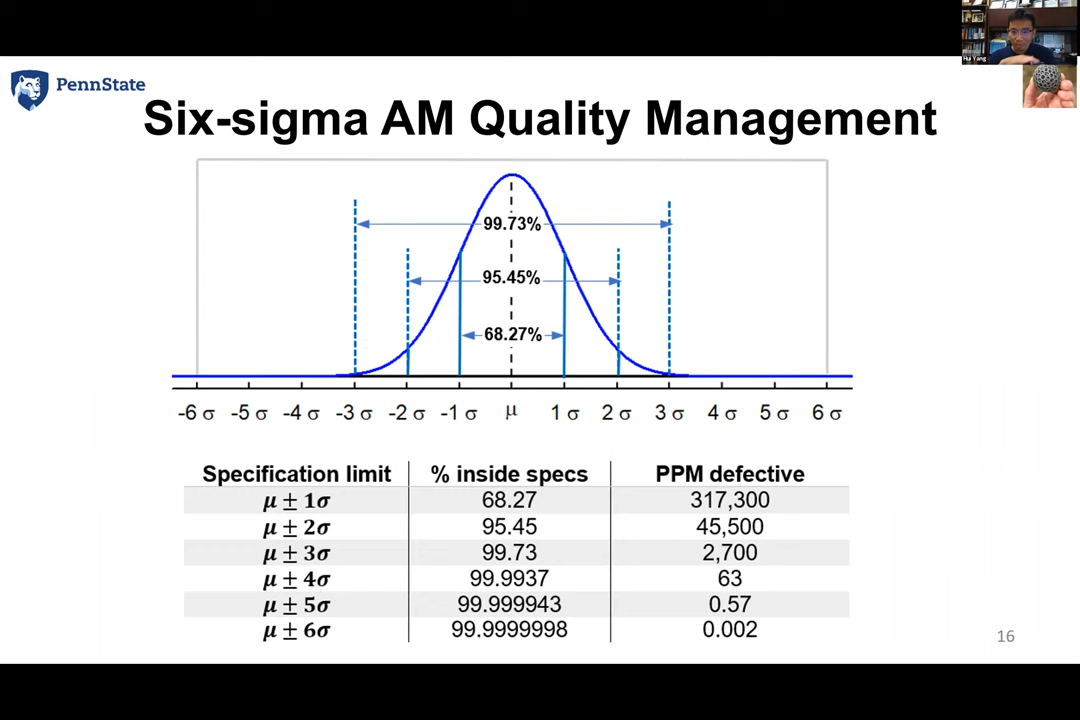 Hui Yang
PennState
Six-sigma AM Quality Management
99.73%
95.45%
68.27%
-6 σ -5 σ -4 σ -3 σ -2 σ -1 σ μ 1 σ 2 σ 3 σ 4 σ 5 σ 6 σ
Specification limit % inside specs PPM defective
μ ± 1σ 68.27 317,300
μ ± 2σ 95.45 45,500
μ ± 3σ 99.73 2,700
μ ± 4σ 99.9937 63
μ ± 5σ 99.999943 0.57
μ ± 6σ 99.9999998 0.002
16